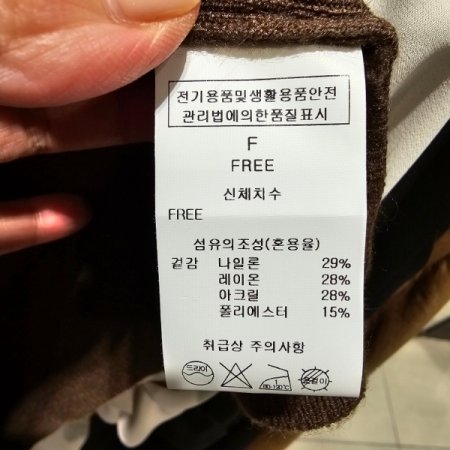 전기용품및생활용품안전
관리법에의한품질표시
F
FREE
신체치수
FREE
섬유의조성(혼용율)
겉감 나일론 29%
레이온 28%
아크릴 28%
폴리에스터 15%
취급상 주의사항
드라이